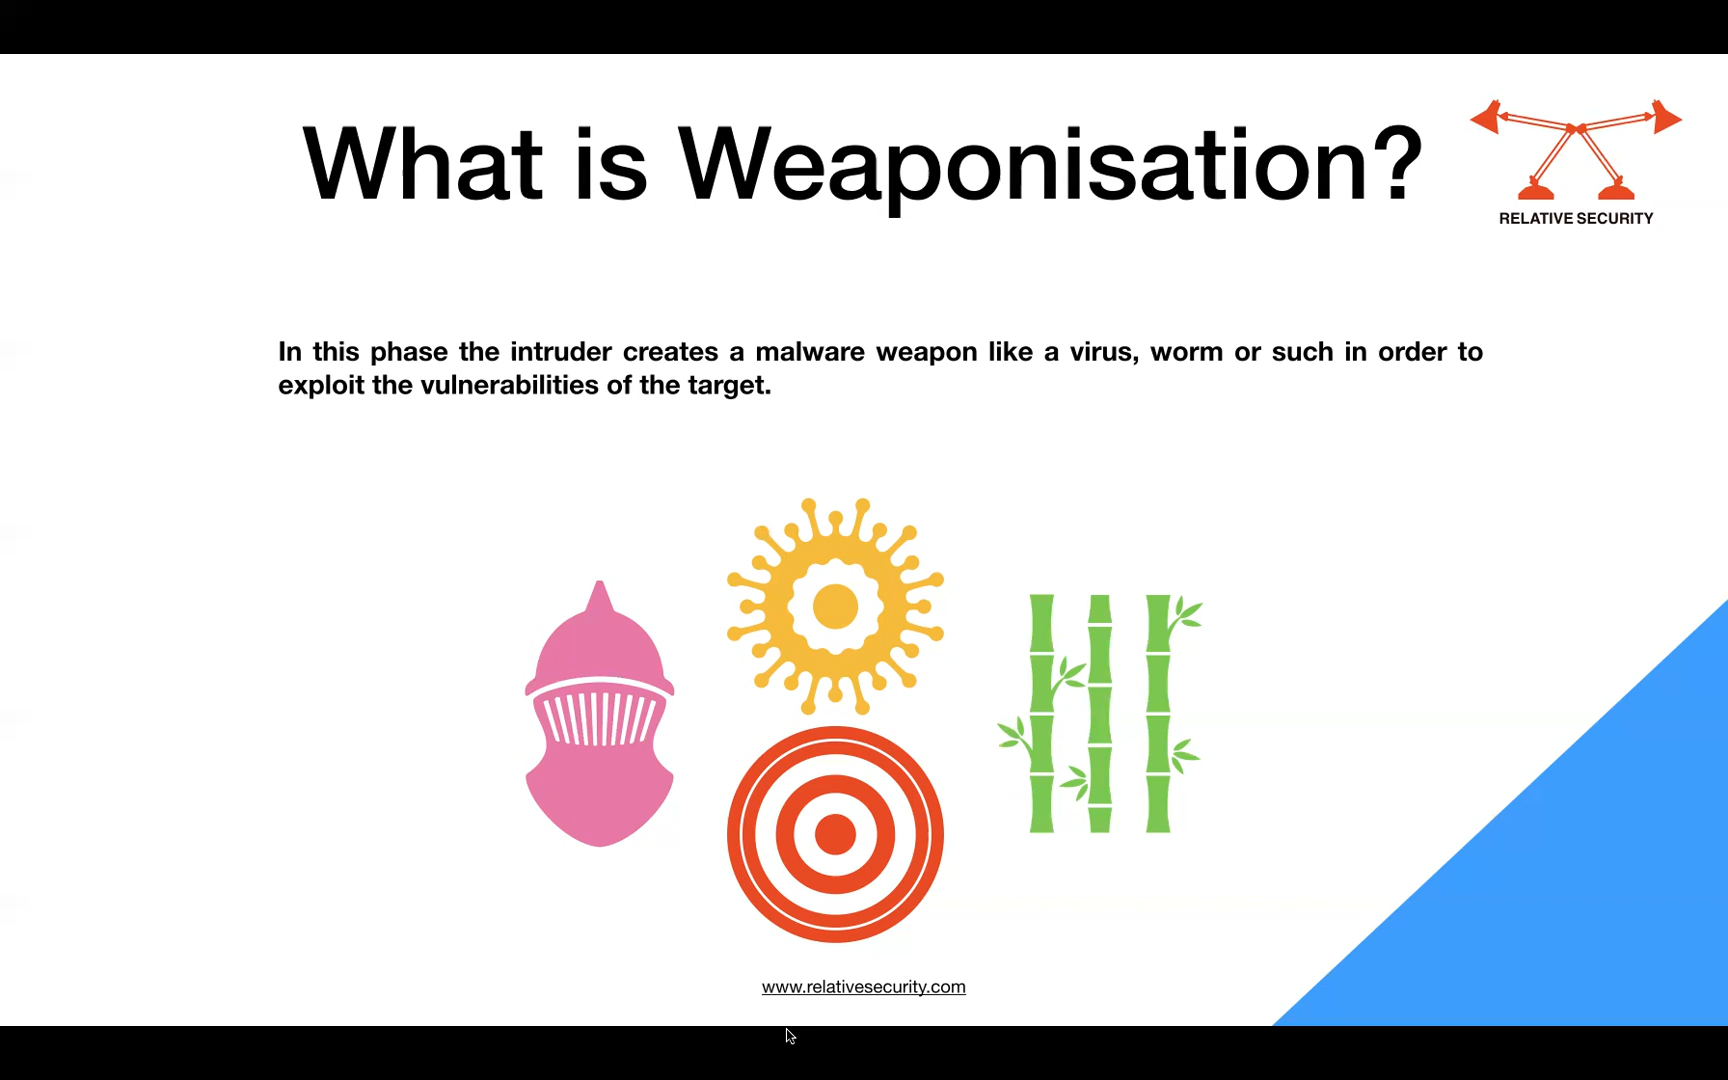 What is Weaponisation?
RELATIVE SECURITY
In this phase the intruder creates a malware weapon like a virus, worm or such in order to
exploit the vulnerabilities of the target.
www.relativesecurity.com